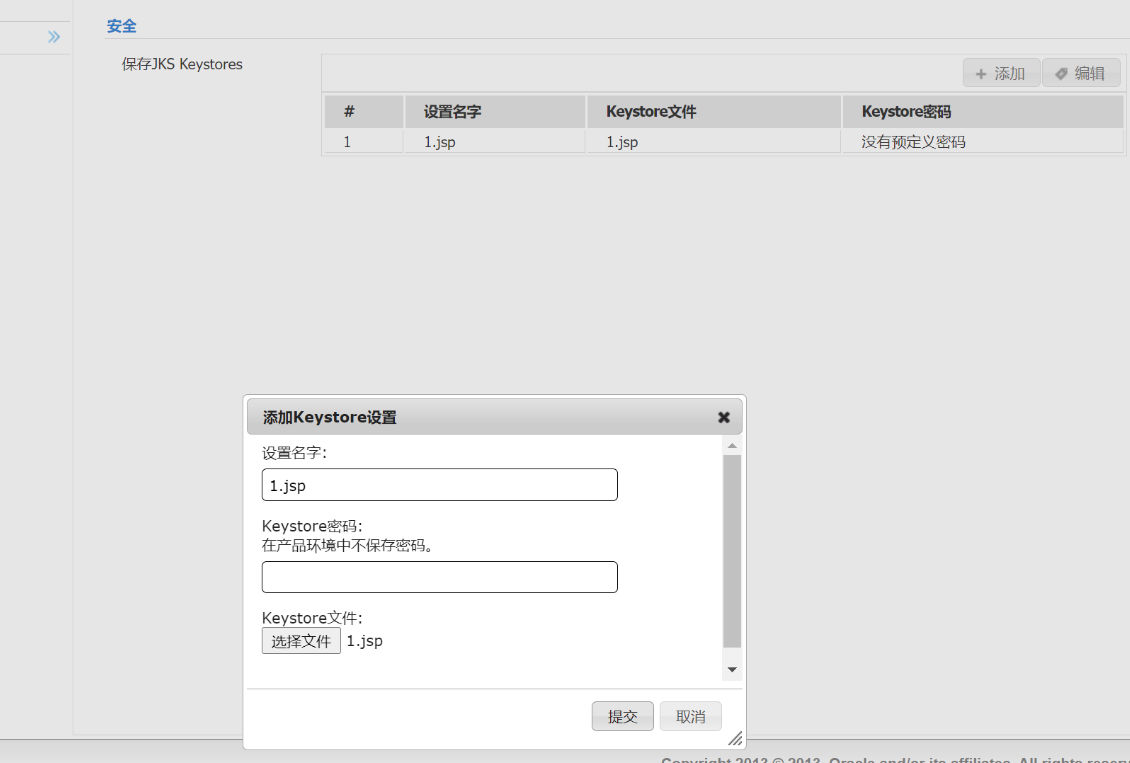 安全
保存JKS Keystores
添加 编辑
# 设置名字 Keystore文件 Keystore密码
1 1.jsp 1.jsp 没有预定义密码
添加Keystore设置
设置名字:
1.jsp
Keystore密码:
在产品环境中不保存密码。
Keystore文件:
选择文件 1.jsp
提交 取消
Copyright 2013 © 2013, Oracle and/or its affiliates. All rights reserv